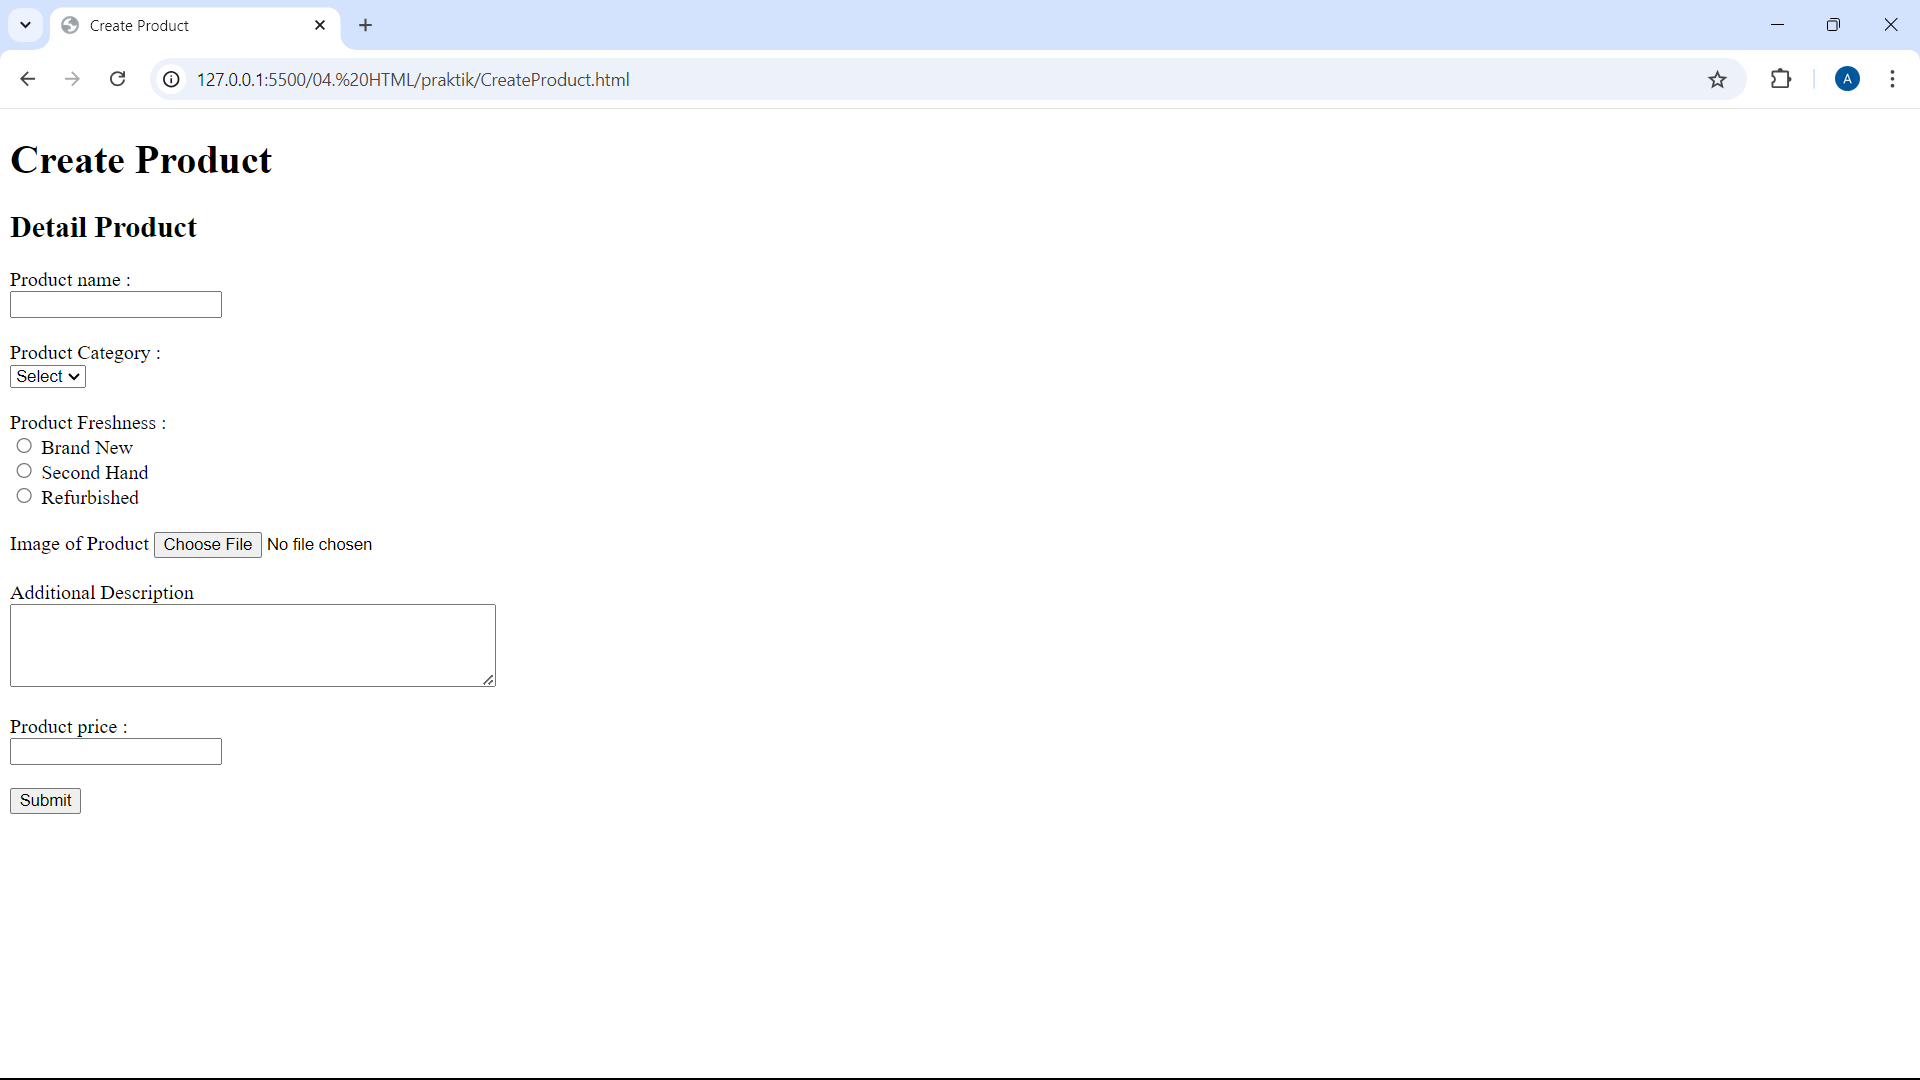 Create Product
127.0.0.1:5500/04.%20HTML/praktik/CreateProduct.html
A
Create Product
Detail Product
Product name :
Product Category :
Select
Product Freshness :
Brand New
Second Hand
Refurbished
Image of Product Choose File No file chosen
Additional Description
Product price :
Submit